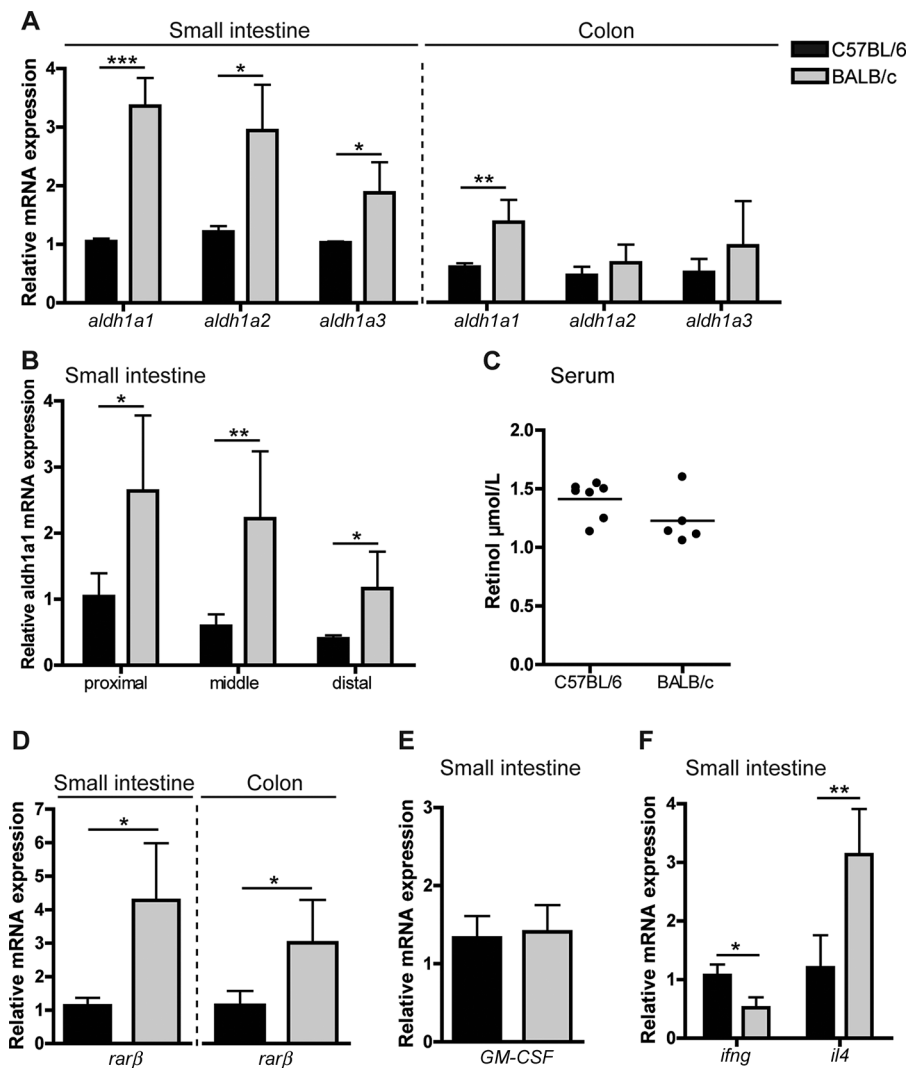 A
Small intestine
Colon
C57BL/6
BALB/c
Relative mRNA expression
4
3
2
1
0
***
*
*
**
aldh1a1
aldh1a2
aldh1a3
aldh1a1
aldh1a2
aldh1a3
B
Small intestine
Relative aldh1a1 mRNA expression
4
3
2
1
0
*
**
*
proximal
middle
distal
C
Serum
Retinol µmol/L
2.0
1.5
1.0
0.5
0.0
C57BL/6
BALB/c
D
Small intestine
Colon
Relative mRNA expression
7
6
5
4
3
2
1
0
*
*
rarβ
rarβ
E
Small intestine
Relative mRNA expression
3
2
1
0
GM-CSF
F
Small intestine
Relative mRNA expression
4
3
2
1
0
*
**
ifng
il4